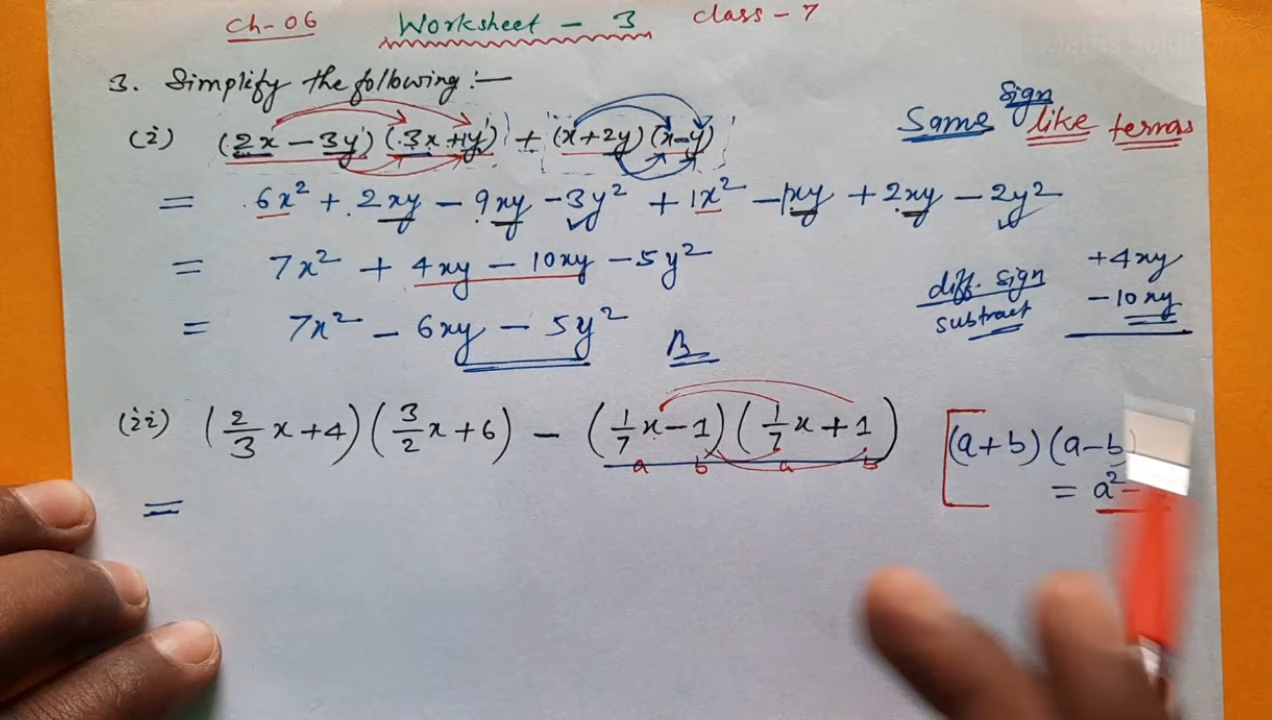 Ch-06 Worksheet - 3 Class - 7
3. Simplify the following :-
(i) (2x - 3y) (3x + 1y) + (x + 2y) (x - y)
Same sign like terms
= 6x² + 2xy - 9xy - 3y² + 1x² - 1xy + 2xy - 2y²
= 7x² + 4xy - 10xy - 5y²
diff. sign
subtract
+4xy
-10xy
= 7x² - 6xy - 5y²
(ii) (2/3 x + 4) (3/2 x + 6) - (1/7 x - 1) (1/7 x + 1)
a b a b
(a + b) (a - b)
= a² -
=